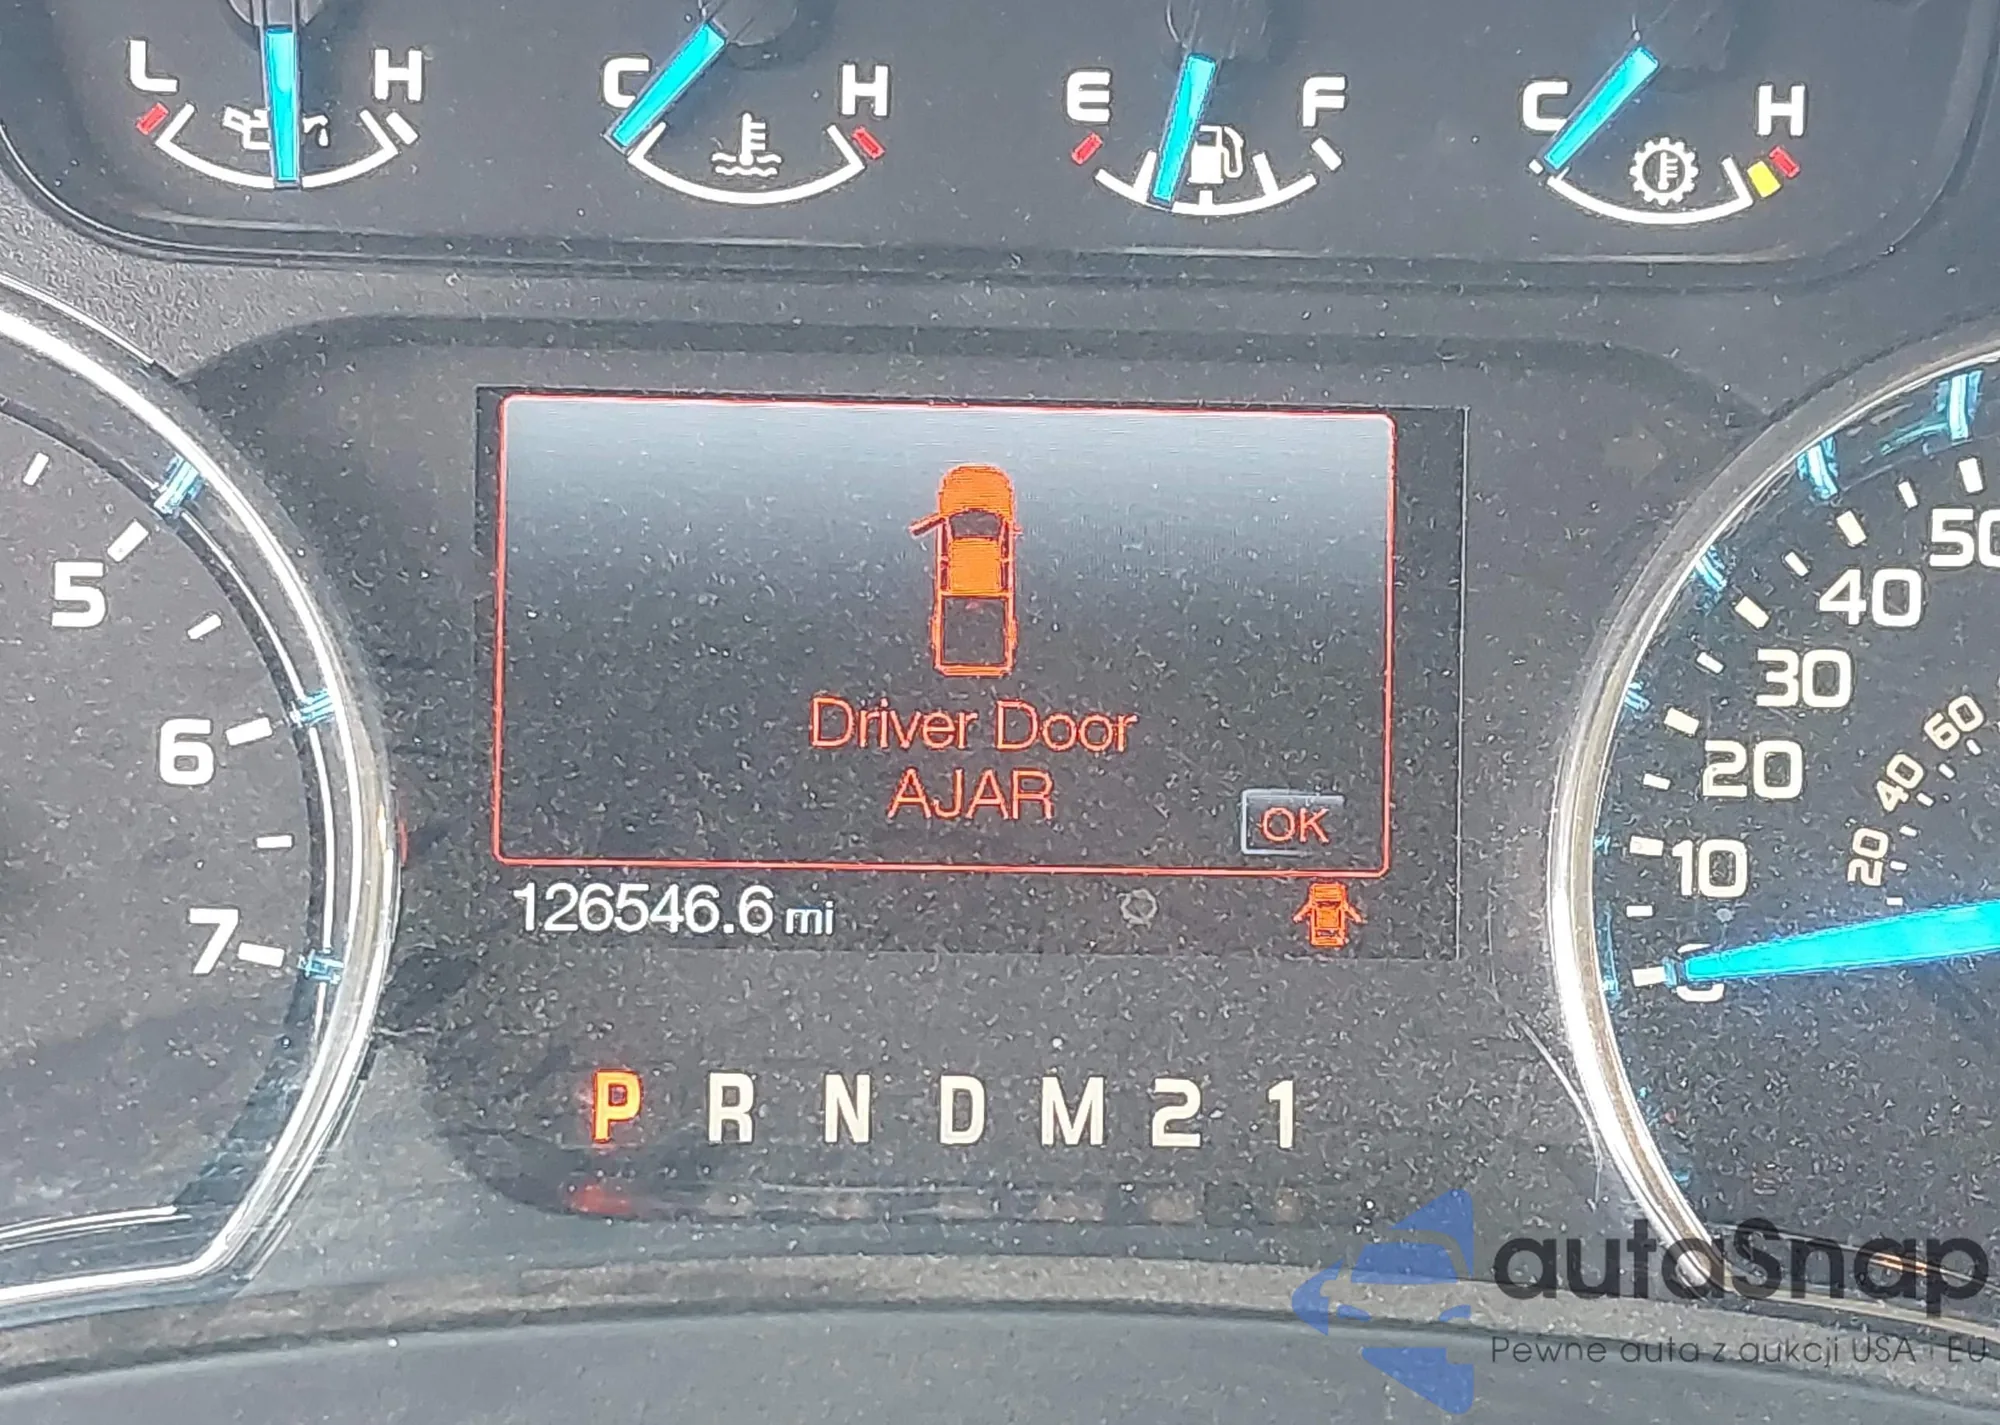 L H C H E F C H
5
6
7
Driver Door
AJAR
OK
126546.6 mi
P R N D M 2 1
50
40
30
20
10
0
60
40
20
autaSnap
Pewne auta z aukcji USA i EU